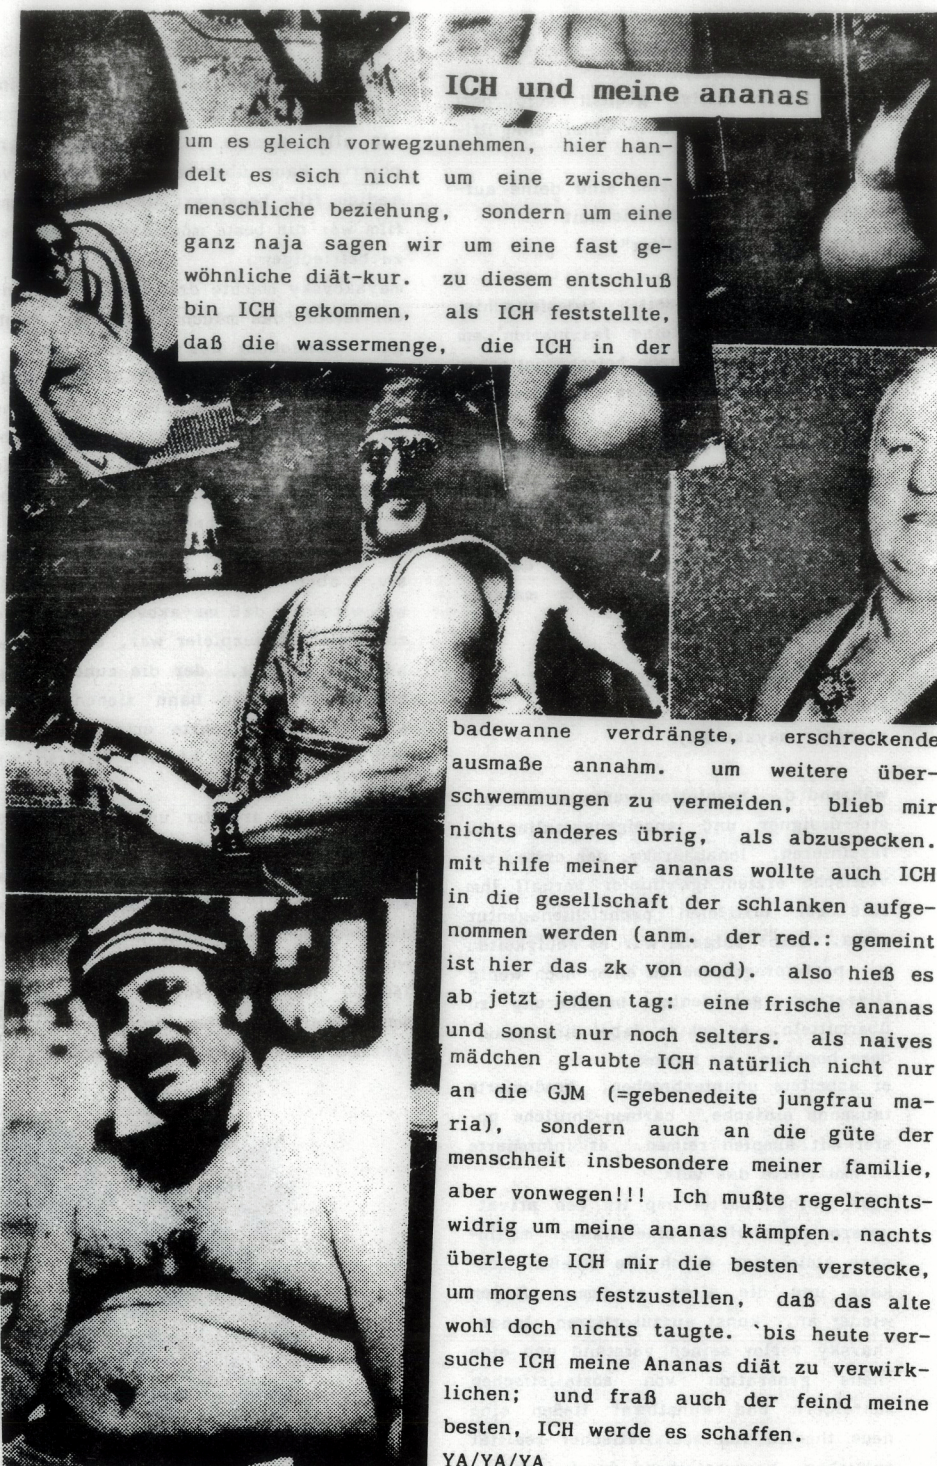 ICH und meine ananas
um es gleich vorwegzunehmen, hier han-
delt es sich nicht um eine zwischen-
menschliche beziehung, sondern um eine
ganz naja sagen wir um eine fast ge-
wöhnliche diät-kur. zu diesem entschluß
bin ICH gekommen, als ICH feststellte,
daß die wassermenge, die ICH in der
badewanne verdrängte, erschreckende
ausmaße annahm. um weitere über-
schwemmungen zu vermeiden, blieb mir
nichts anderes übrig, als abzuspecken.
mit hilfe meiner ananas wollte auch ICH
in die gesellschaft der schlanken aufge-
nommen werden (anm. der red.: gemeint
ist hier das zk von ood). also hieß es
ab jetzt jeden tag: eine frische ananas
und sonst nur noch selters. als naives
mädchen glaubte ICH natürlich nicht nur
an die GJM (=gebenedeite jungfrau ma-
ria), sondern auch an die güte der
menschheit insbesondere meiner familie,
aber vonwegen!!! Ich mußte regelrechts-
widrig um meine ananas kämpfen. nachts
überlegte ICH mir die besten verstecke,
um morgens festzustellen, daß das alte
wohl doch nichts taugte. `bis heute ver-
suche ICH meine Ananas diät zu verwirk-
lichen; und fraß auch der feind meine
besten, ICH werde es schaffen.
YA/YA/YA